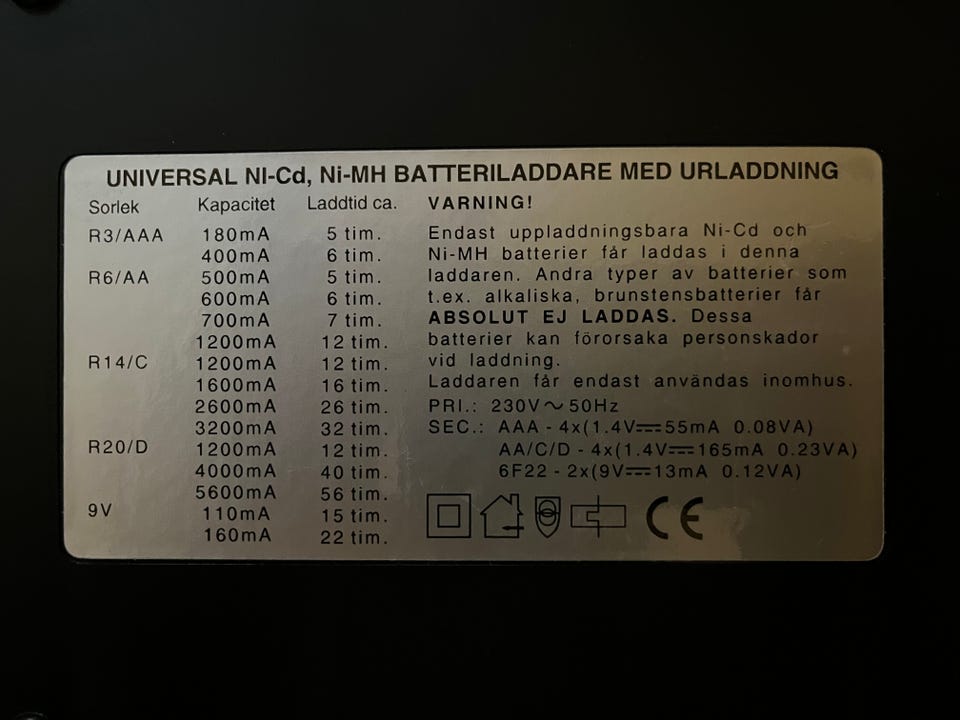 UNIVERSAL NI-Cd, Ni-MH BATTERILADDARE MED URLADDNING
Sorlek Kapacitet Laddtid ca.
R3/AAA 180mA 5 tim.
400mA 6 tim.
R6/AA 500mA 5 tim.
600mA 6 tim.
700mA 7 tim.
1200mA 12 tim.
R14/C 1200mA 12 tim.
1600mA 16 tim.
2600mA 26 tim.
3200mA 32 tim.
R20/D 1200mA 12 tim.
4000mA 40 tim.
5600mA 56 tim.
9V 110mA 15 tim.
160mA 22 tim.
VARNING!
Endast uppladdningsbara Ni-Cd och
Ni-MH batterier får laddas i denna
laddaren. Andra typer av batterier som
t.ex. alkaliska, brunstensbatterier får
ABSOLUT EJ LADDAS. Dessa
batterier kan förorsaka personskador
vid laddning.
Laddaren får endast användas inomhus.
PRI.: 230V ~ 50Hz
SEC.: AAA - 4x(1.4V⎓55mA 0.08VA)
AA/C/D - 4x(1.4V⎓165mA 0.23VA)
6F22 - 2x(9V⎓13mA 0.12VA)
CE